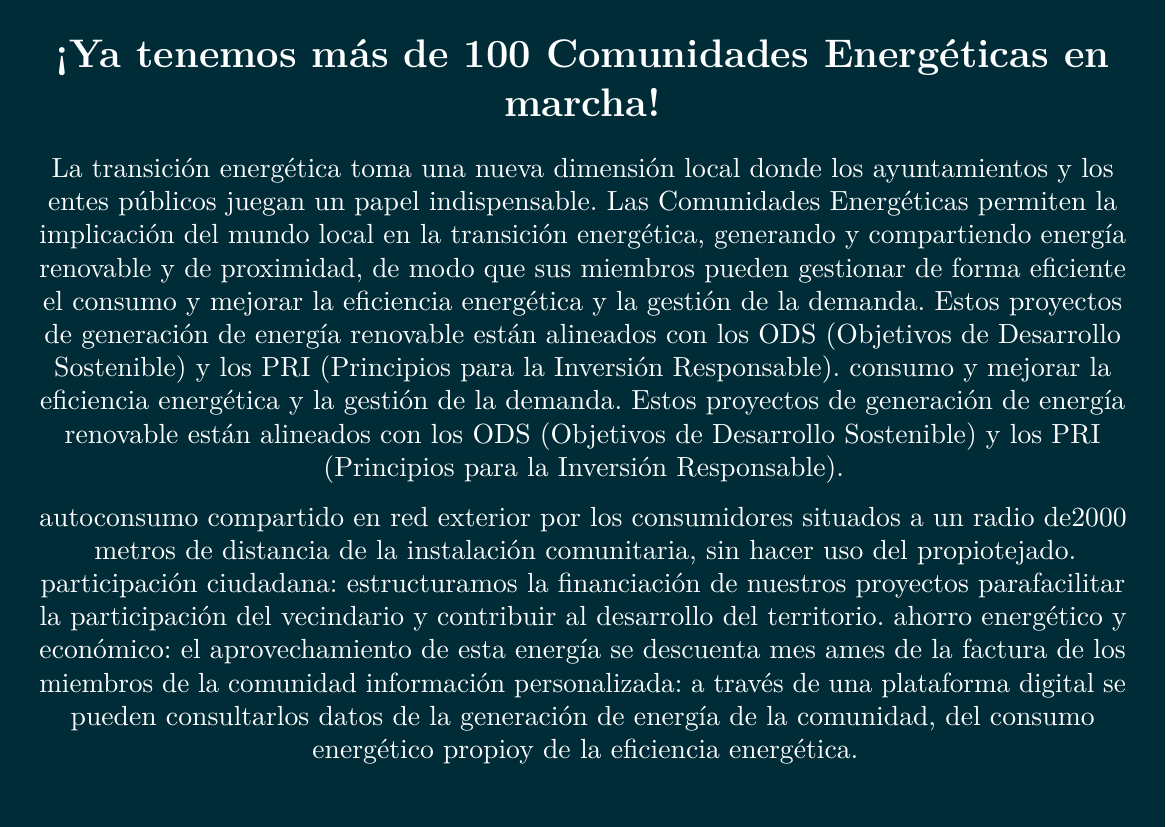 ¡Ya tenemos más de 100 Comunidades Energéticas en
marcha!
La transición energética toma una nueva dimensión local donde los ayuntamientos y los
entes públicos juegan un papel indispensable. Las Comunidades Energéticas permiten la
implicación del mundo local en la transición energética, generando y compartiendo energía
renovable y de proximidad, de modo que sus miembros pueden gestionar de forma eficiente
el consumo y mejorar la eficiencia energética y la gestión de la demanda. Estos proyectos
de generación de energía renovable están alineados con los ODS (Objetivos de Desarrollo
Sostenible) y los PRI (Principios para la Inversión Responsable). consumo y mejorar la
eficiencia energética y la gestión de la demanda. Estos proyectos de generación de energía
renovable están alineados con los ODS (Objetivos de Desarrollo Sostenible) y los PRI
(Principios para la Inversión Responsable).
autoconsumo compartido en red exterior por los consumidores situados a un radio de2000
metros de distancia de la instalación comunitaria, sin hacer uso del propiotejado.
participación ciudadana: estructuramos la financiación de nuestros proyectos parafacilitar
la participación del vecindario y contribuir al desarrollo del territorio. ahorro energético y
económico: el aprovechamiento de esta energía se descuenta mes ames de la factura de los
miembros de la comunidad información personalizada: a través de una plataforma digital se
pueden consultarlos datos de la generación de energía de la comunidad, del consumo
energético propioy de la eficiencia energética.